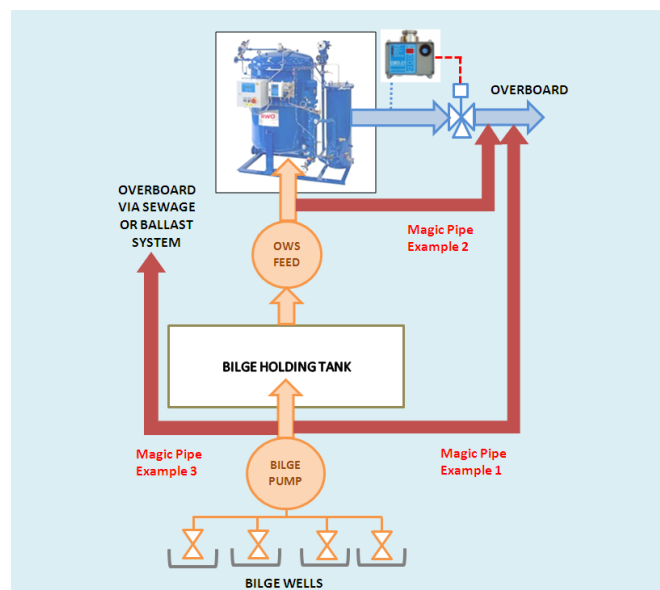 OVERBOARD
OVERBOARD
VIA SEWAGE
OR BALLAST
SYSTEM
Magic Pipe
Example 2
OWS
FEED
BILGE HOLDING TANK
Magic Pipe
Example 3
Magic Pipe
Example 1
BILGE
PUMP
BILGE WELLS